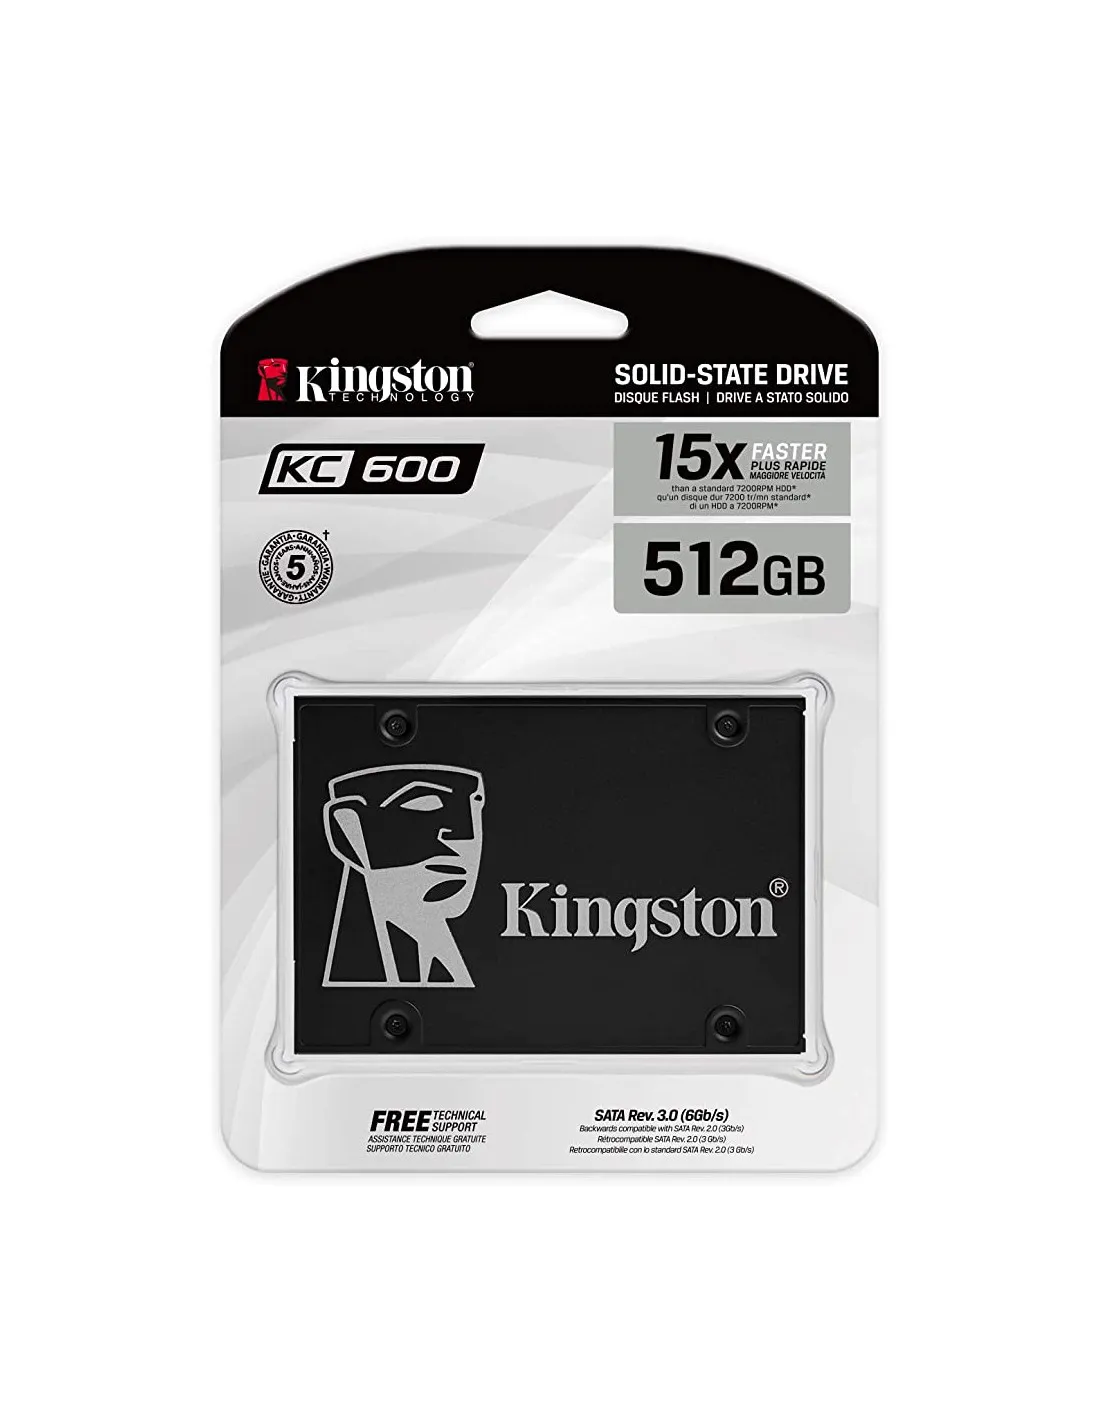 Kingston®
TECHNOLOGY
SOLID-STATE DRIVE
DISQUE FLASH | DRIVE A STATO SOLIDO
KC 600
15x FASTER
PLUS RAPIDE
MAGGIORE VELOCITÀ
than a standard 7200RPM HDD*
qu'un disque dur 7200 tr/mn standard*
di un HDD a 7200RPM*
GARANTIA · GARANZIA · WARRANTY · GARANTIE
5
†
512GB
Kingston®
FREE TECHNICAL
SUPPORT
ASSISTANCE TECHNIQUE GRATUITE
SUPPORTO TECNICO GRATUITO
SATA Rev. 3.0 (6Gb/s)
Backwards compatible with SATA Rev. 2.0 (3Gb/s)
Rétrocompatible SATA Rev. 2.0 (3 Gb/s)
Retrocompatibile con lo standard SATA Rev. 2.0 (3 Gb/s)